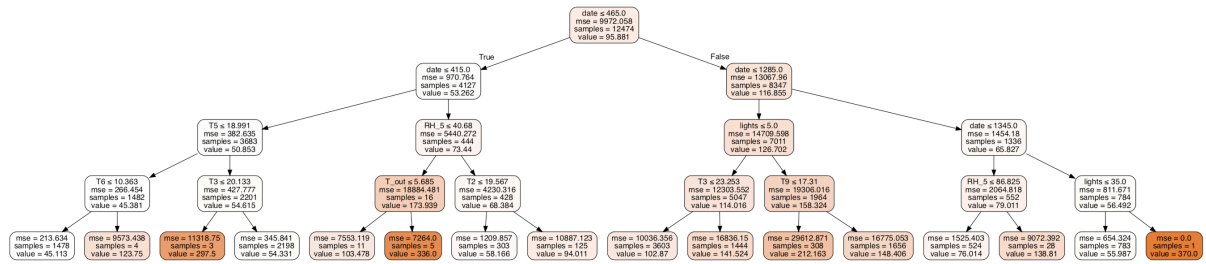 date ≤ 465.0
mse = 9972.058
samples = 12474
value = 95.881
True
False
date ≤ 415.0
mse = 970.764
samples = 4127
value = 53.262
date ≤ 1285.0
mse = 13067.96
samples = 8347
value = 116.855
T5 ≤ 18.991
mse = 382.635
samples = 3683
value = 50.853
RH_5 ≤ 40.68
mse = 5440.272
samples = 444
value = 73.44
lights ≤ 5.0
mse = 14709.598
samples = 7011
value = 126.702
date ≤ 1345.0
mse = 1454.18
samples = 1336
value = 65.827
T6 ≤ 10.363
mse = 266.454
samples = 1482
value = 45.381
T3 ≤ 20.133
mse = 427.777
samples = 2201
value = 54.615
T_out ≤ 5.685
mse = 18884.481
samples = 16
value = 173.939
T2 ≤ 19.567
mse = 4230.316
samples = 428
value = 68.384
T3 ≤ 23.253
mse = 12303.552
samples = 5047
value = 114.016
T9 ≤ 17.31
mse = 19306.016
samples = 1964
value = 158.324
RH_5 ≤ 86.825
mse = 2064.818
samples = 552
value = 79.011
lights ≤ 35.0
mse = 811.671
samples = 784
value = 56.492
mse = 213.634
samples = 1478
value = 45.113
mse = 9573.438
samples = 4
value = 123.75
mse = 11318.75
samples = 3
value = 297.5
mse = 345.841
samples = 2198
value = 54.331
mse = 7553.119
samples = 11
value = 103.478
mse = 7264.0
samples = 5
value = 336.0
mse = 1209.857
samples = 303
value = 58.166
mse = 10887.123
samples = 125
value = 94.011
mse = 10036.356
samples = 3603
value = 102.87
mse = 16836.15
samples = 1444
value = 141.524
mse = 29612.871
samples = 308
value = 212.163
mse = 16775.053
samples = 1656
value = 148.406
mse = 1525.403
samples = 524
value = 76.014
mse = 9072.392
samples = 28
value = 138.81
mse = 654.324
samples = 783
value = 55.987
mse = 0.0
samples = 1
value = 370.0